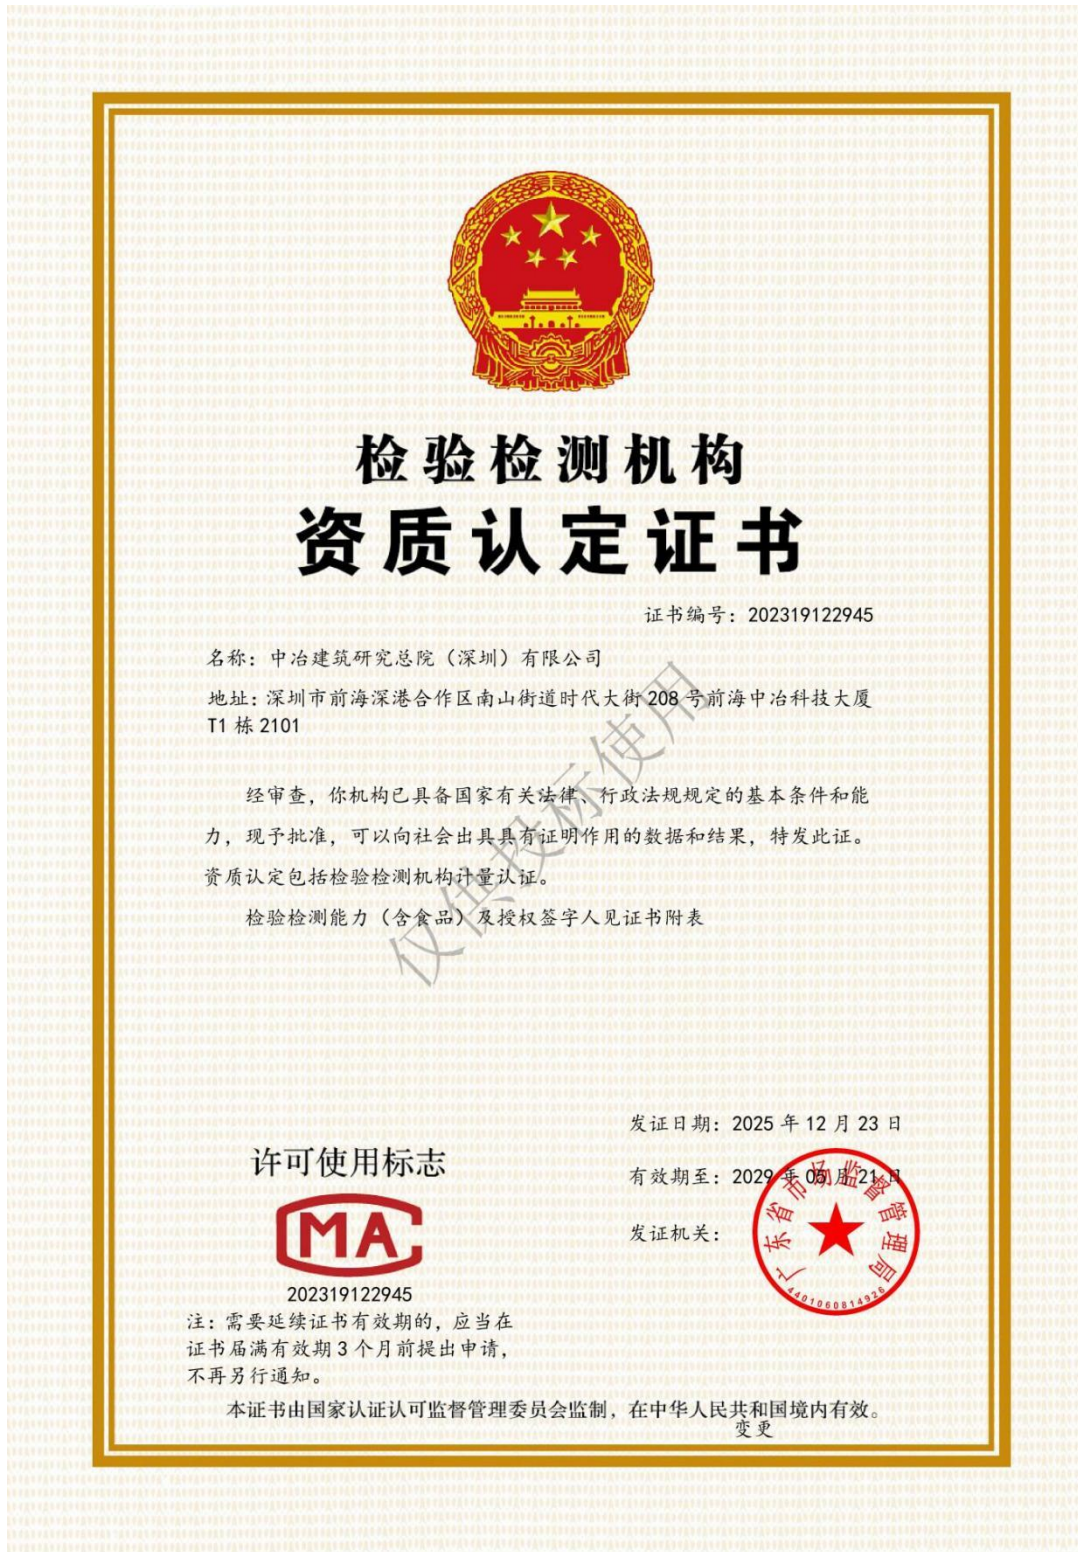 检验检测机构
资质认定证书
证书编号：202319122945
名称：中冶建筑研究总院（深圳）有限公司
地址：深圳市前海深港合作区南山街道时代大街208号前海中冶科技大厦
T1栋2101
经审查，你机构已具备国家有关法律、行政法规规定的基本条件和能
力，现予批准，可以向社会出具具有证明作用的数据和结果，特发此证。
资质认定包括检验检测机构计量认证。
检验检测能力（含食品）及授权签字人见证书附表
仅供投标使用
发证日期：2025年12月23日
有效期至：2029年05月21日
发证机关：
广东省市场监督管理局
4401060814926
许可使用标志
MA
202319122945
注：需要延续证书有效期的，应当在
证书届满有效期3个月前提出申请，
不再另行通知。
本证书由国家认证认可监督管理委员会监制，在中华人民共和国境内有效。
变更